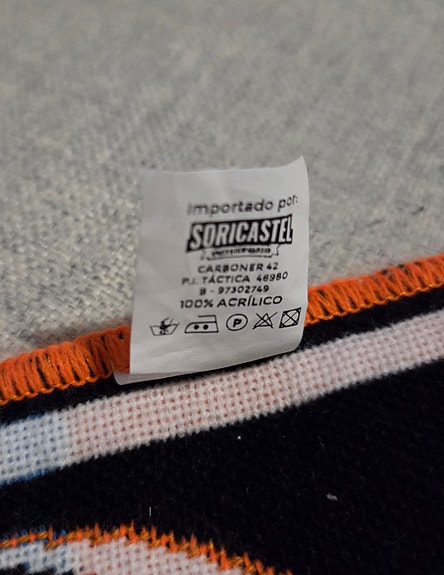 Importado por:
SORICASTEL
CARBONER 42
P.I. TÁCTICA 46980
B - 97302749
100% ACRÍLICO
P